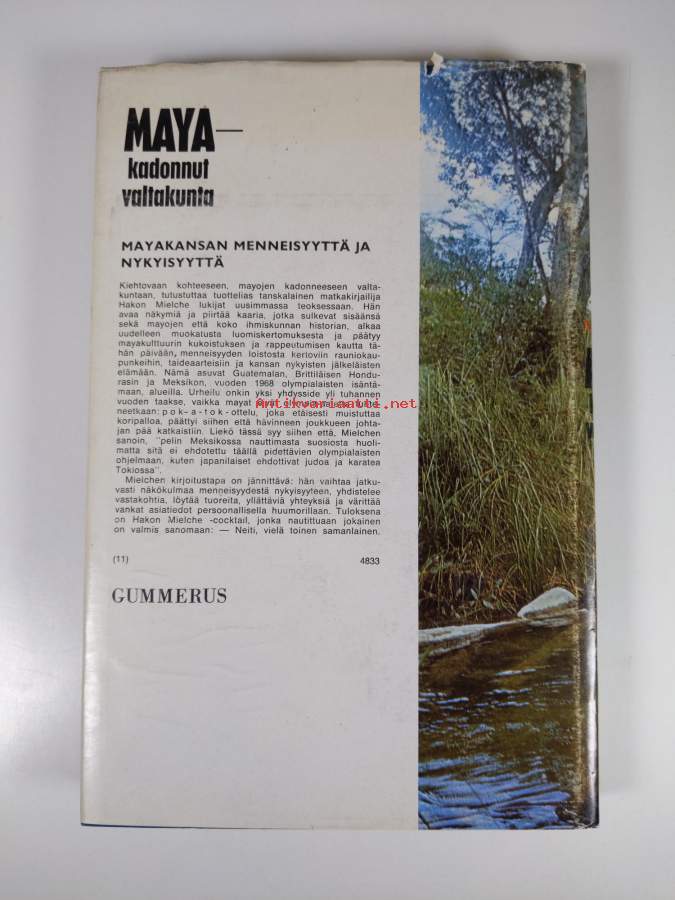 MAYA—
kadonnut
valtakunta
MAYAKANSAN MENNEISYYTTÄ JA
NYKYISYYTTÄ
Kiehtovaan kohteeseen, mayojen kadonneeseen valta-
kuntaan, tutustuttaa tuottelias tanskalainen matkakirjailija
Hakon Mielche lukijat uusimmassa teoksessaan. Hän
avaa näkymiä ja piirtää kaaria, jotka sulkevat sisäänsä
sekä mayojen että koko ihmiskunnan historian, alkaa
uudelleen muokatusta luomiskertomuksesta ja päätyy
mayakulttuurin kukoistuksen ja rappeutumisen kautta tä-
hän päivään, menneisyyden loistosta kertoviin rauniokau-
punkeihin, taideaarteisiin ja kansan nykyisten jälkeläisten
elämään. Nämä asuvat Guatemalan, Brittiläisen Hondu-
rasin ja Meksikon, vuoden 1968 olympialaisten isäntä-
maan, alueilla. Urheilu onkin yksi yhdysside yli tuhannen
vuoden taakse, vaikka mayat eivät
neetkaan: pok-a-tok-ottelu, joka etäisesti muistuttaa
koripalloa, päättyi siihen että hävinneen joukkueen johta-
jan pää katkaistiin. Liekö tässä syy siihen että, Mielchen
sanoin, ”pelin Meksikossa nauttimasta suosiosta huoli-
matta sitä ei ehdotettu täällä pidettävien olympialaisten
ohjelmaan, kuten japanilaiset ehdottivat judoa ja karatea
Tokiossa”.
Mielchen kirjoitustapa on jännittävä: hän vaihtaa jatku-
vasti näkökulmaa menneisyydestä nykyisyyteen, yhdistelee
vastakohtia, löytää tuoreita, yllättäviä yhteyksiä ja värittää
vankat asiatiedot persoonallisella huumorillaan. Tuloksena
on Hakon Mielche -cocktail, jonka nautittuaan jokainen
on valmis sanomaan: — Neiti, vielä toinen samanlainen.
(11) 4833
GUMMERUS
Antikvariaatti.net